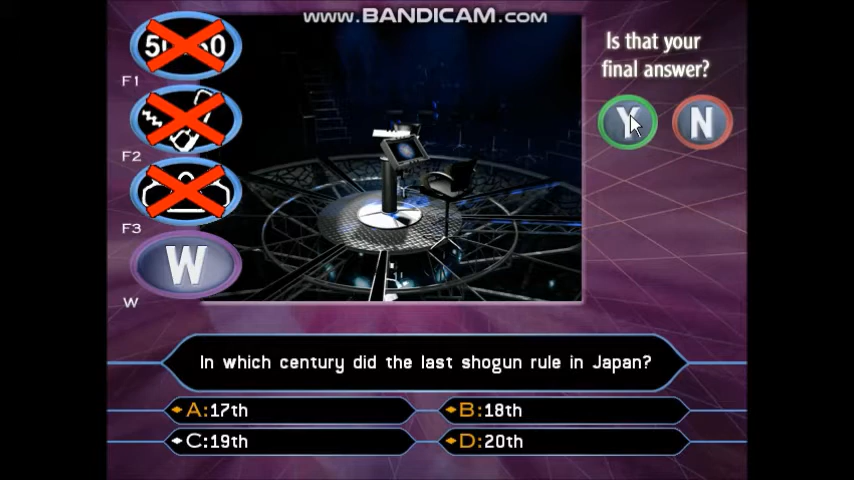 www.BANDICAM.com
F1
F2
F3
W
W
Is that your
final answer?
Y
N
In which century did the last shogun rule in Japan?
A:17th
B:18th
C:19th
D:20th